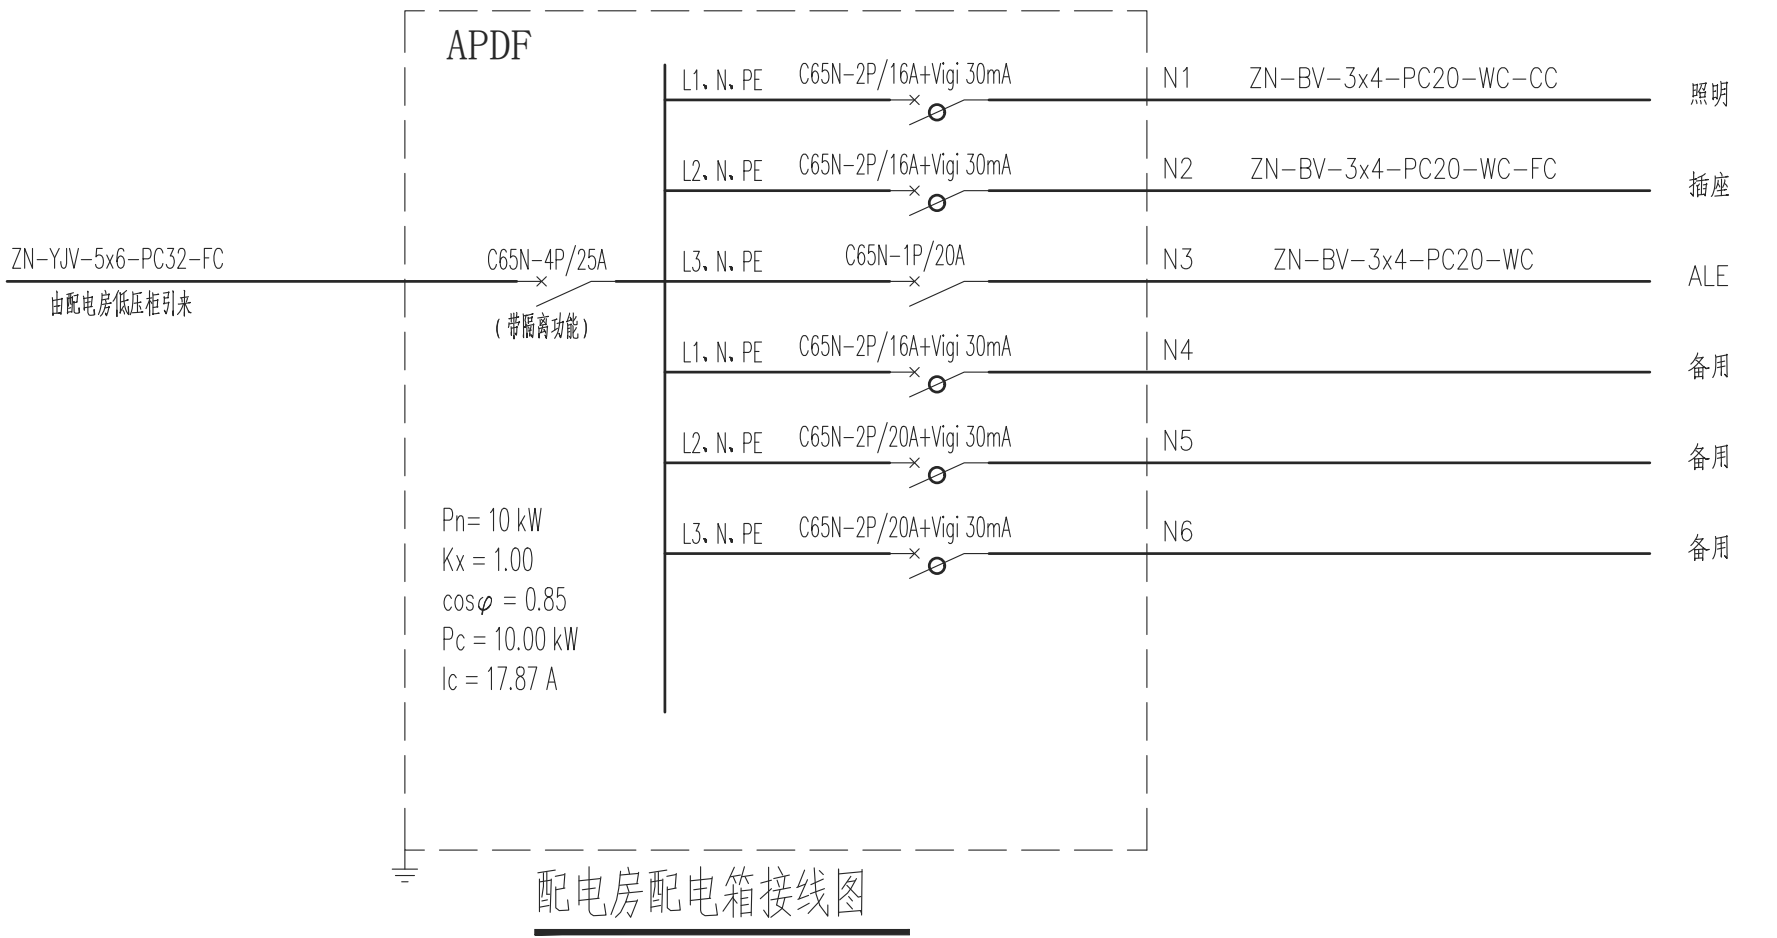 APDF
L1、N、PE C65N-2P/16A+Vigi 30mA N1 ZN-BV-3x4-PC20-WC-CC 照明
L2、N、PE C65N-2P/16A+Vigi 30mA N2 ZN-BV-3x4-PC20-WC-FC 插座
ZN-YJV-5x6-PC32-FC C65N-4P/25A L3、N、PE C65N-1P/20A N3 ZN-BV-3x4-PC20-WC ALE
由配电房低压柜引来 (带隔离功能)
L1、N、PE C65N-2P/16A+Vigi 30mA N4 备用
L2、N、PE C65N-2P/20A+Vigi 30mA N5 备用
L3、N、PE C65N-2P/20A+Vigi 30mA N6 备用
Pn= 10 kW
Kx = 1.00
cosφ = 0.85
Pc = 10.00 kW
Ic = 17.87 A
配电房配电箱接线图